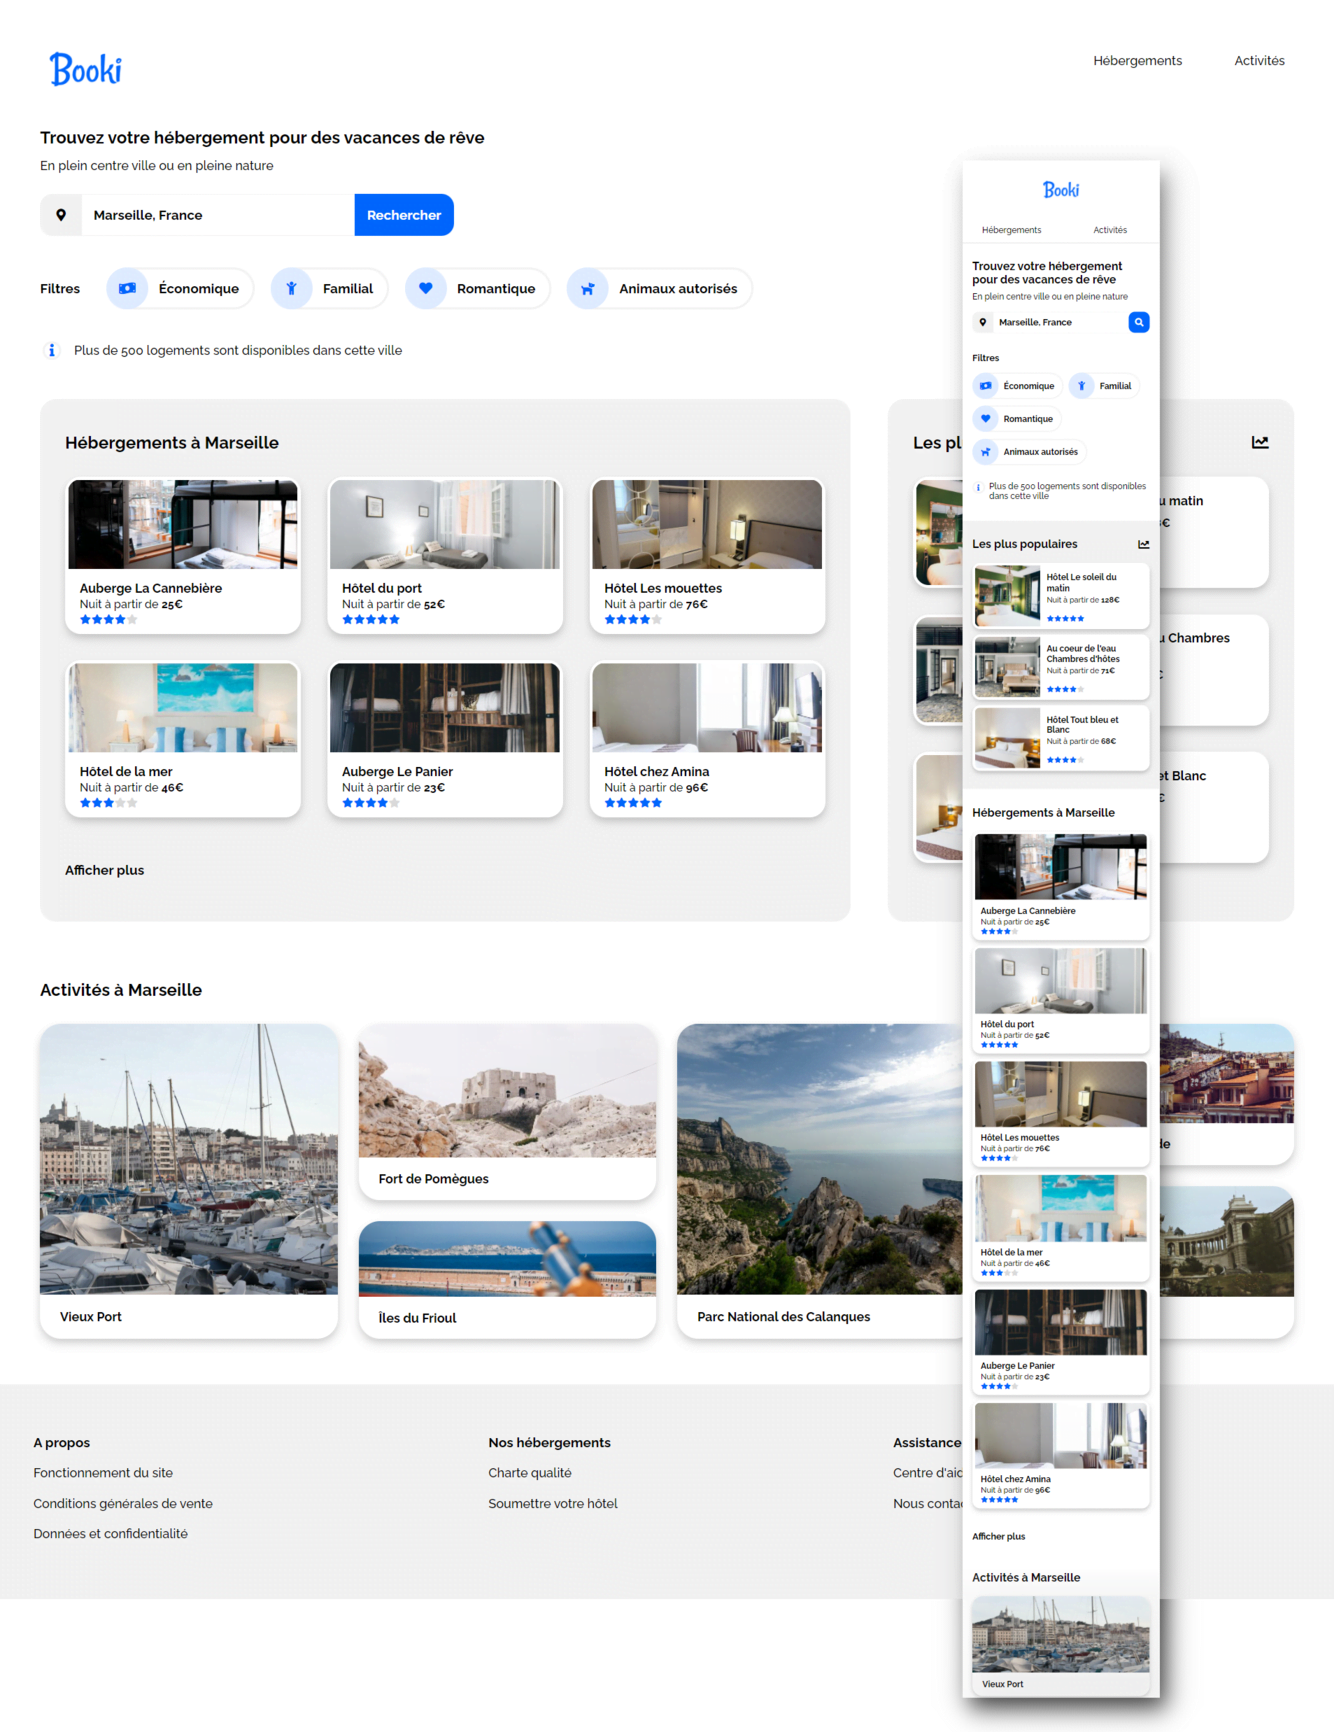 Booki
Hébergements
Activités
Trouvez votre hébergement pour des vacances de rêve
En plein centre ville ou en pleine nature
Marseille, France
Rechercher
Filtres
Économique
Familial
Romantique
Animaux autorisés
Plus de 500 logements sont disponibles dans cette ville
Hébergements à Marseille
Auberge La Cannebière
Nuit à partir de 25€
Hôtel du port
Nuit à partir de 52€
Hôtel Les mouettes
Nuit à partir de 76€
Hôtel de la mer
Nuit à partir de 46€
Auberge Le Panier
Nuit à partir de 23€
Hôtel chez Amina
Nuit à partir de 96€
Afficher plus
Les pl
u matin
€
u Chambres
et Blanc
€
Activités à Marseille
Vieux Port
Fort de Pomègues
Îles du Frioul
Parc National des Calanques
de
A propos
Fonctionnement du site
Conditions générales de vente
Données et confidentialité
Nos hébergements
Charte qualité
Soumettre votre hôtel
Assistance
Centre d'aid
Nous conta
Booki
Hébergements
Activités
Trouvez votre hébergement
pour des vacances de rêve
En plein centre ville ou en pleine nature
Marseille, France
Filtres
Économique
Familial
Romantique
Animaux autorisés
Plus de 500 logements sont disponibles
dans cette ville
Les plus populaires
Hôtel Le soleil du
matin
Nuit à partir de 128€
Au coeur de l'eau
Chambres d'hôtes
Nuit à partir de 71€
Hôtel Tout bleu et
Blanc
Nuit à partir de 68€
Hébergements à Marseille
Auberge La Cannebière
Nuit à partir de 25€
Hôtel du port
Nuit à partir de 52€
Hôtel Les mouettes
Nuit à partir de 76€
Hôtel de la mer
Nuit à partir de 46€
Auberge Le Panier
Nuit à partir de 23€
Hôtel chez Amina
Nuit à partir de 96€
Afficher plus
Activités à Marseille
Vieux Port